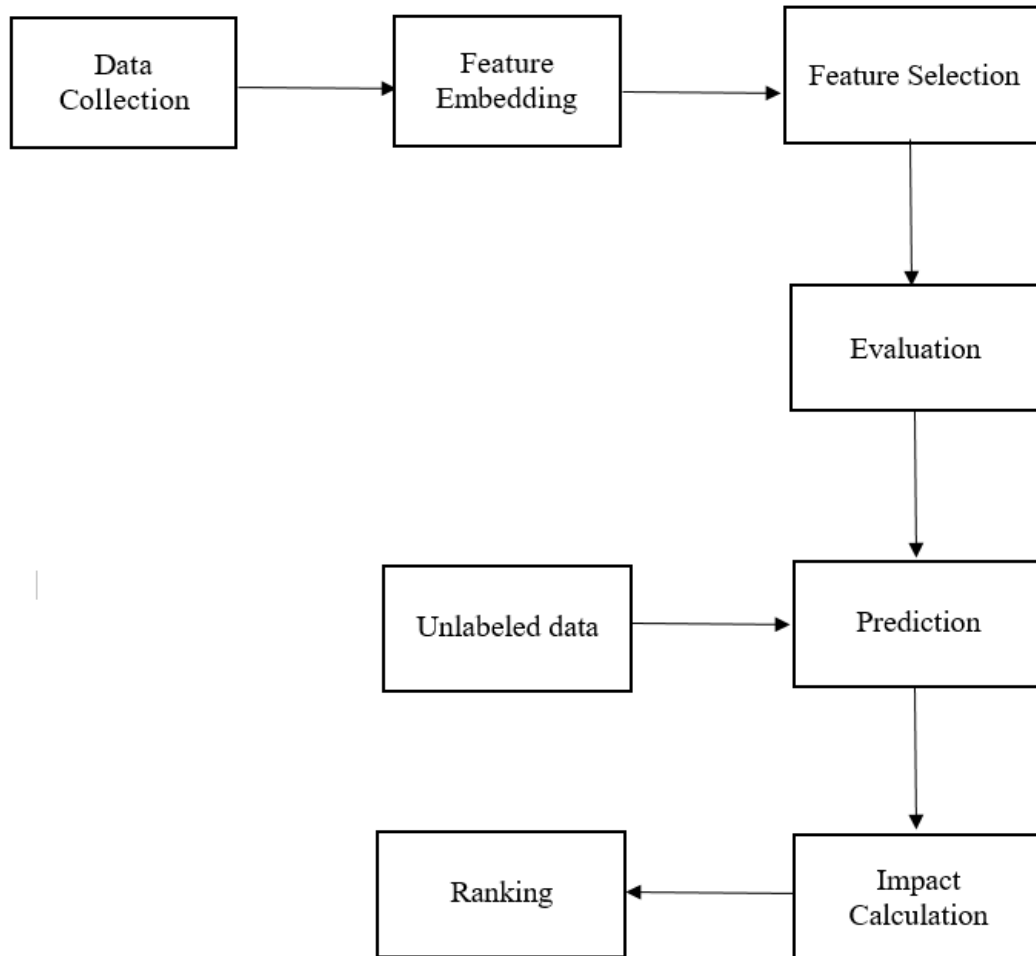 Data
Collection
Feature
Embedding
Feature Selection
Evaluation
Unlabeled data
Prediction
Ranking
Impact
Calculation